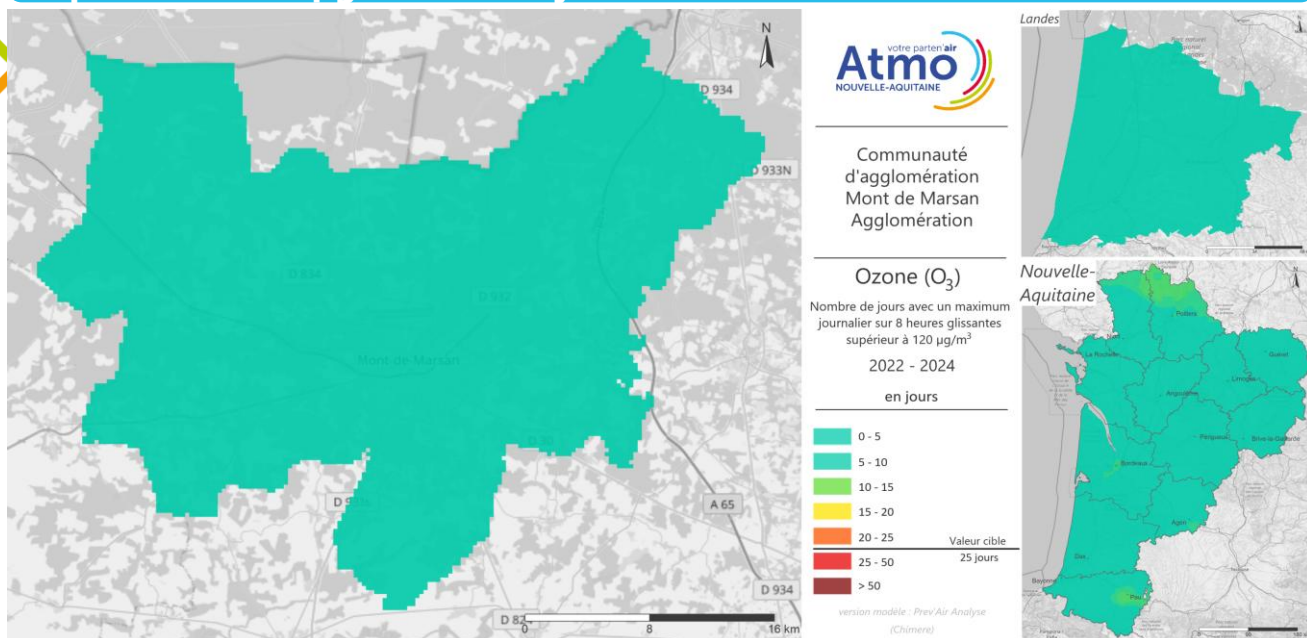 N
D 934
D 933N
D 834
D 932
Mont de Marsan
D 30
D 933S
A 65
D 934
D 824
0 8 16 km
votre parten'air
Atmo
NOUVELLE-AQUITAINE
Communauté
d'agglomération
Mont de Marsan
Agglomération
Ozone (O₃)
Nombre de jours avec un maximum
journalier sur 8 heures glissantes
supérieur à 120 µg/m³
2022 - 2024
en jours
0 - 5
5 - 10
10 - 15
15 - 20
20 - 25
Valeur cible
25 jours
25 - 50
> 50
version modèle : Prev'Air Analyse
(Chimere)
Landes
N
Nouvelle-
Aquitaine
N
Poitiers
Niort
La Rochelle
Guéret
Limoges
Angoulême
Périgueux
Brive-la-Gaillarde
Bordeaux
Agen
Dax
Bayonne
Pau